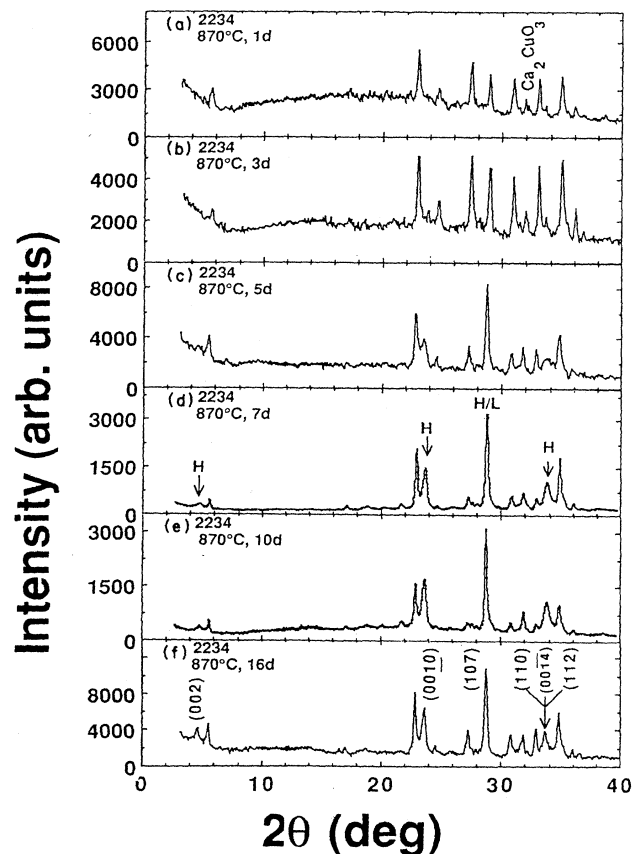 (a) 2234
870°C, 1d
Ca2CuO3
6000
3000
0
(b) 2234
870°C, 3d
4000
2000
0
(c) 2234
870°C, 5d
8000
4000
0
(d) 2234
870°C, 7d
H
H
H/L
H
3000
1500
0
(e) 2234
870°C, 10d
3000
1500
0
(f) 2234
870°C, 16d
(002)
(0010)
(107)
(110)
(0014)
(112)
8000
4000
0
0 10 20 30 40
2θ (deg)
Intensity (arb. units)